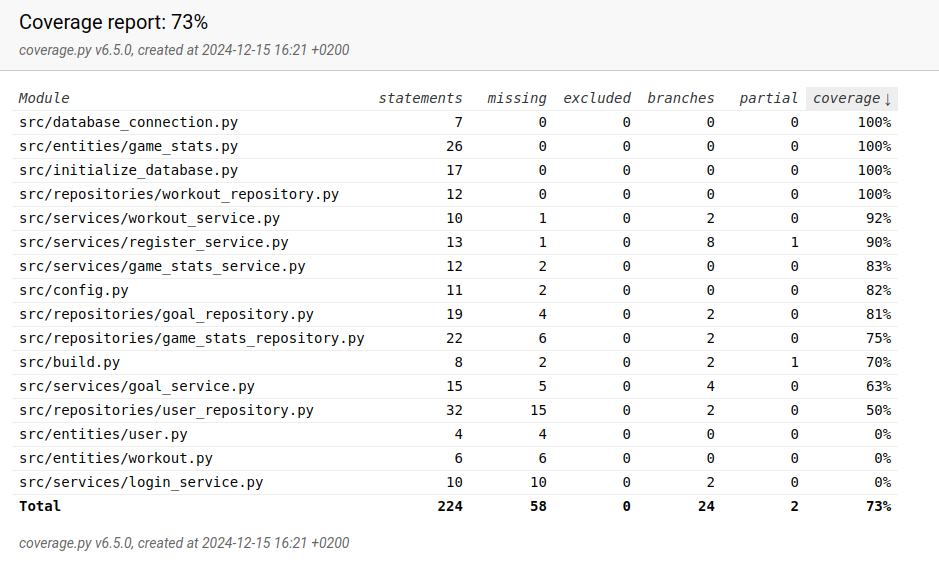 Coverage report: 73%
coverage.py v6.5.0, created at 2024-12-15 16:21 +0200
Module statements missing excluded branches partial coverage ↓
src/database_connection.py 7 0 0 0 0 100%
src/entities/game_stats.py 26 0 0 0 0 100%
src/initialize_database.py 17 0 0 0 0 100%
src/repositories/workout_repository.py 12 0 0 0 0 100%
src/services/workout_service.py 10 1 0 2 0 92%
src/services/register_service.py 13 1 0 8 1 90%
src/services/game_stats_service.py 12 2 0 0 0 83%
src/config.py 11 2 0 0 0 82%
src/repositories/goal_repository.py 19 4 0 2 0 81%
src/repositories/game_stats_repository.py 22 6 0 2 0 75%
src/build.py 8 2 0 2 1 70%
src/services/goal_service.py 15 5 0 4 0 63%
src/repositories/user_repository.py 32 15 0 2 0 50%
src/entities/user.py 4 4 0 0 0 0%
src/entities/workout.py 6 6 0 0 0 0%
src/services/login_service.py 10 10 0 2 0 0%
Total 224 58 0 24 2 73%
coverage.py v6.5.0, created at 2024-12-15 16:21 +0200